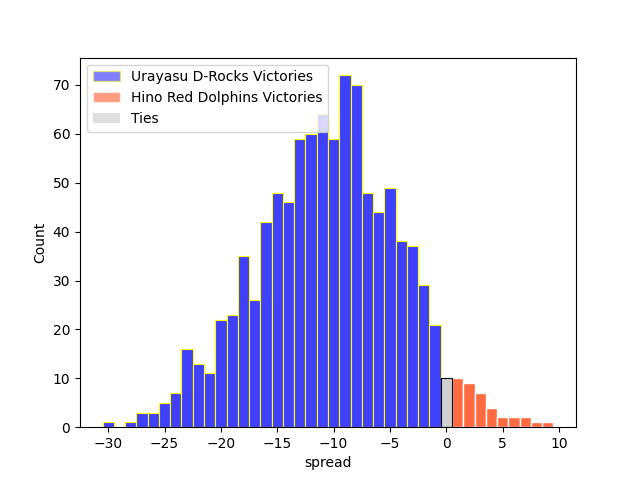 Urayasu D-Rocks Victories
Hino Red Dolphins Victories
Ties
70
60
50
40
30
20
10
0
Count
−30 −25 −20 −15 −10 −5 0 5 10
spread